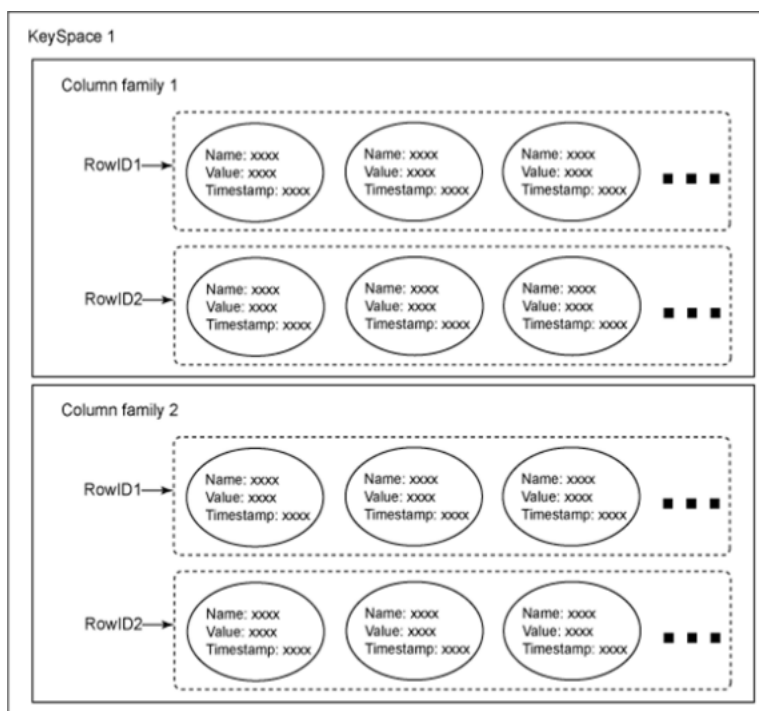 KeySpace 1
Column family 1
RowID1
Name: xxxx
Value: xxxx
Timestamp: xxxx
Name: xxxx
Value: xxxx
Timestamp: xxxx
Name: xxxx
Value: xxxx
Timestamp: xxxx
RowID2
Name: xxxx
Value: xxxx
Timestamp: xxxx
Name: xxxx
Value: xxxx
Timestamp: xxxx
Name: xxxx
Value: xxxx
Timestamp: xxxx
Column family 2
RowID1
Name: xxxx
Value: xxxx
Timestamp: xxxx
Name: xxxx
Value: xxxx
Timestamp: xxxx
Name: xxxx
Value: xxxx
Timestamp: xxxx
RowID2
Name: xxxx
Value: xxxx
Timestamp: xxxx
Name: xxxx
Value: xxxx
Timestamp: xxxx
Name: xxxx
Value: xxxx
Timestamp: xxxx